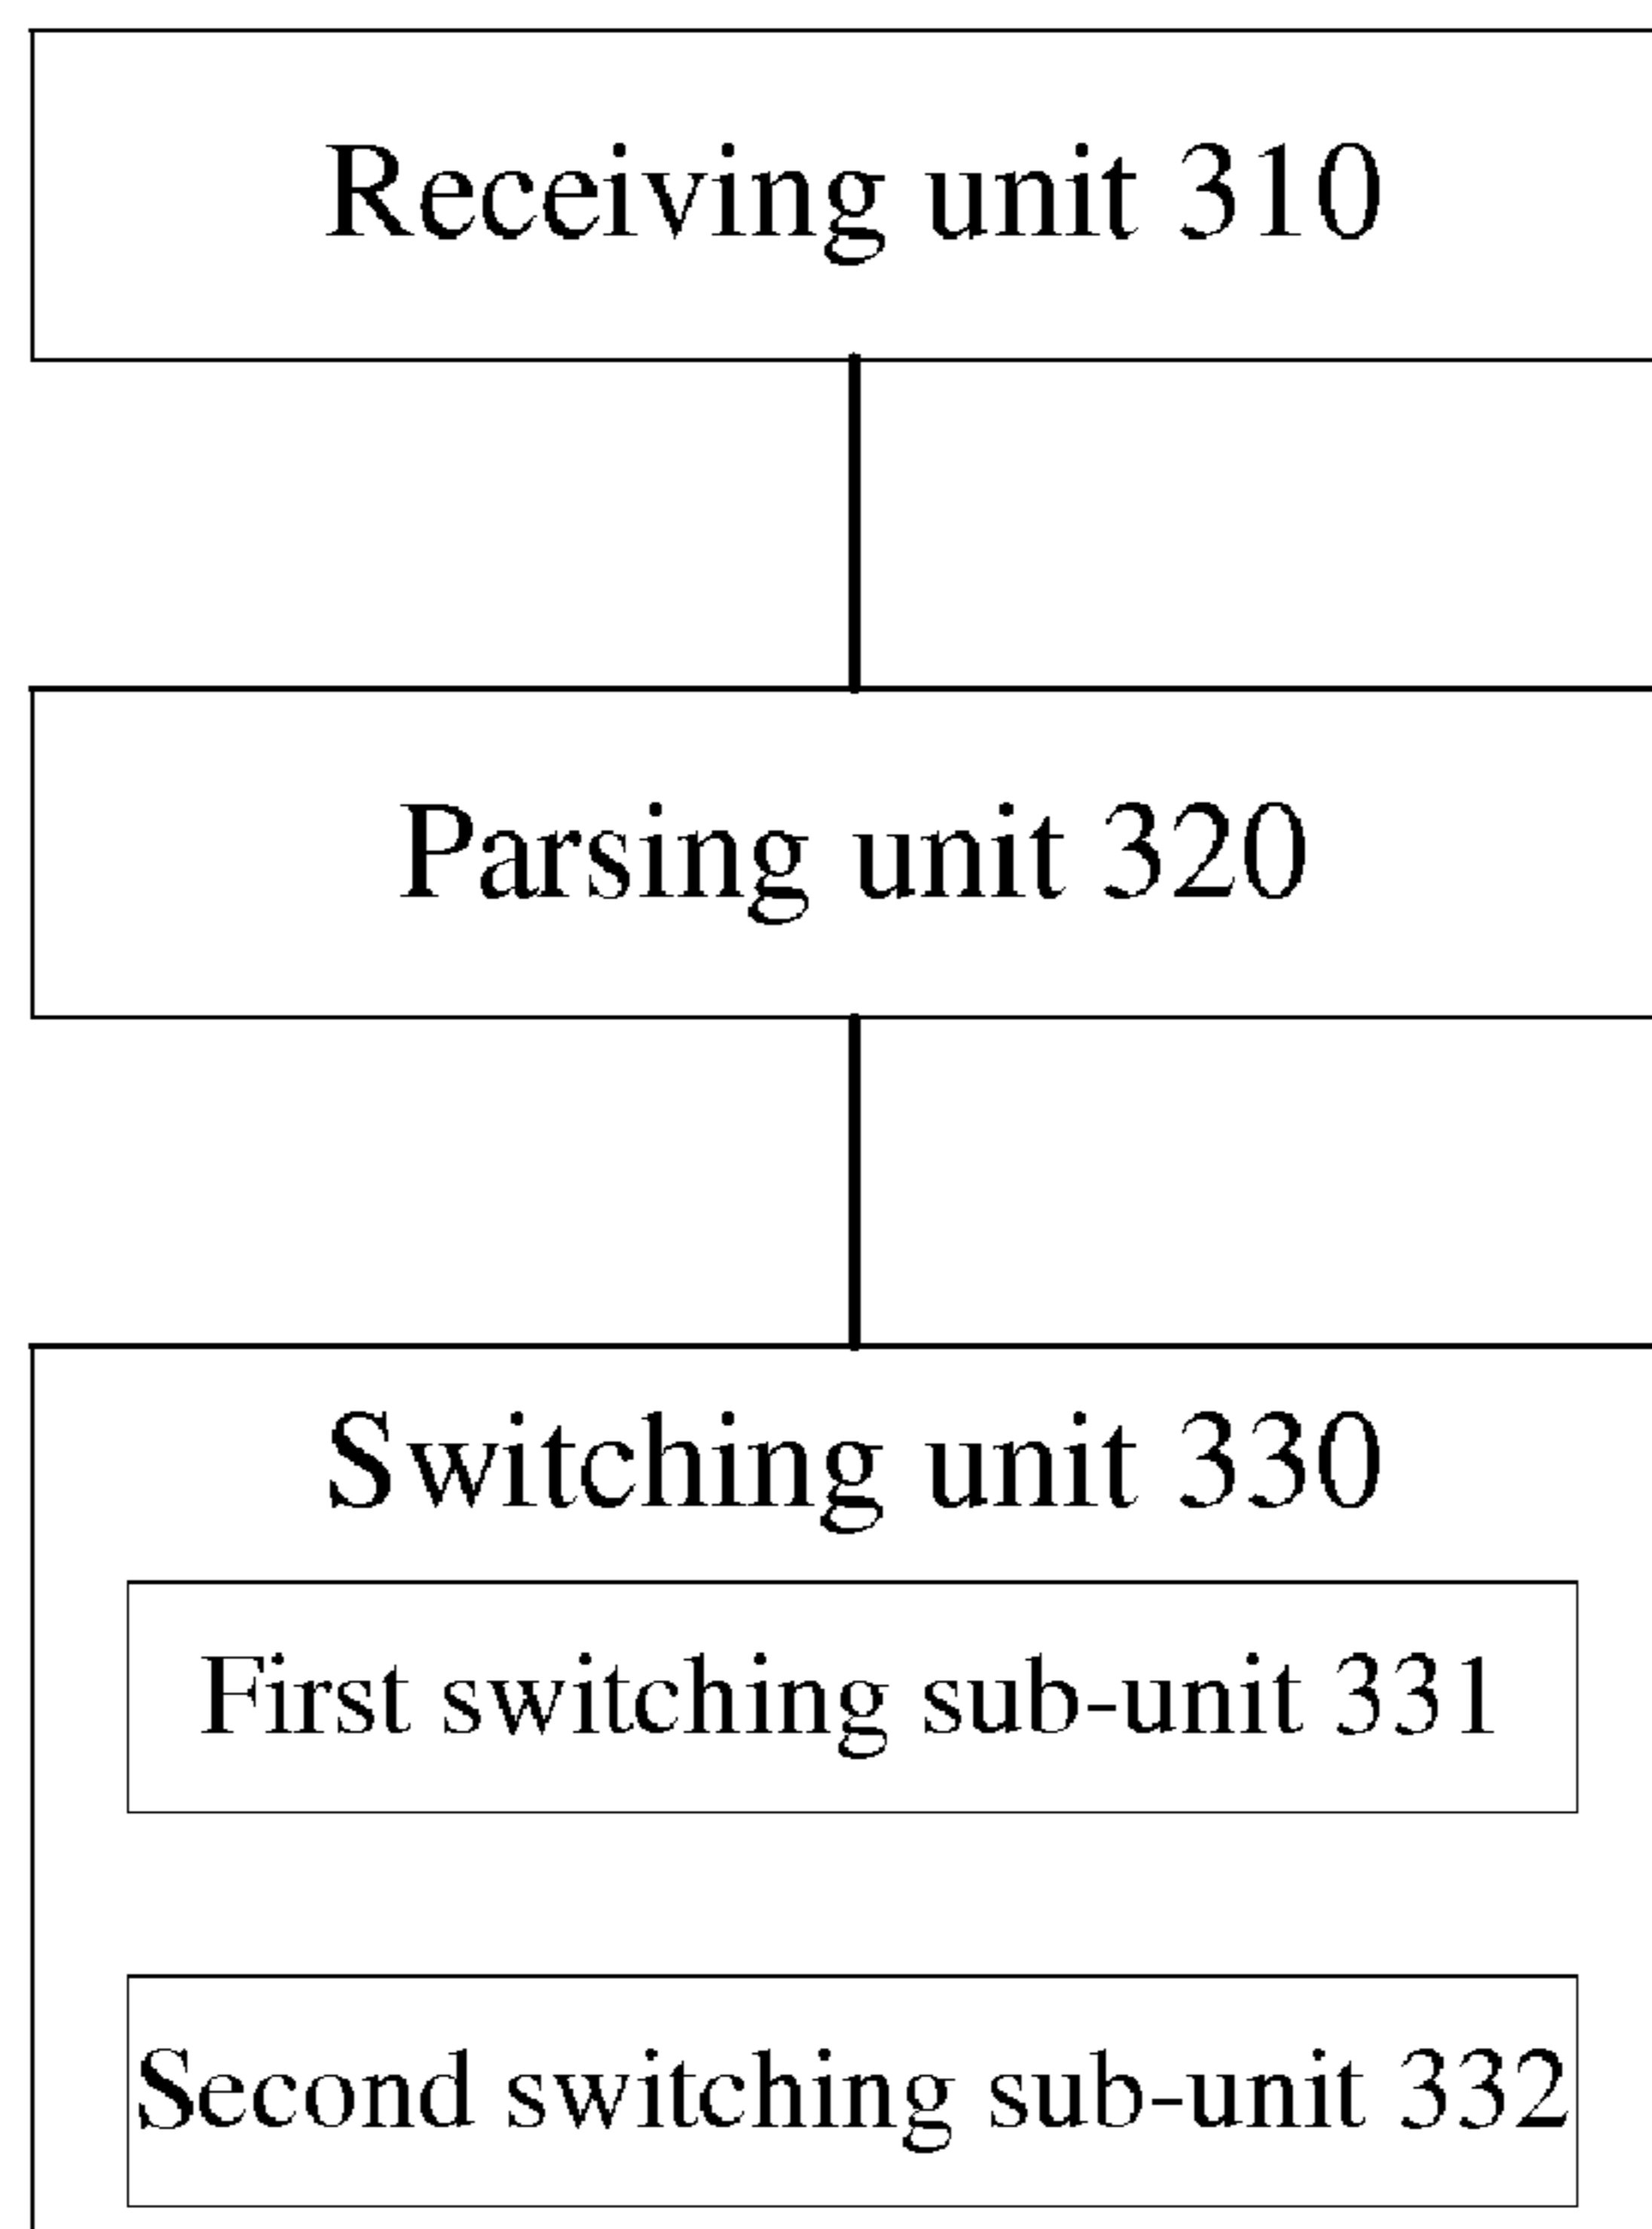 Receiving unit 310
Parsing unit 320
Switching unit 330
First switching sub-unit 331
Second switching sub-unit 332